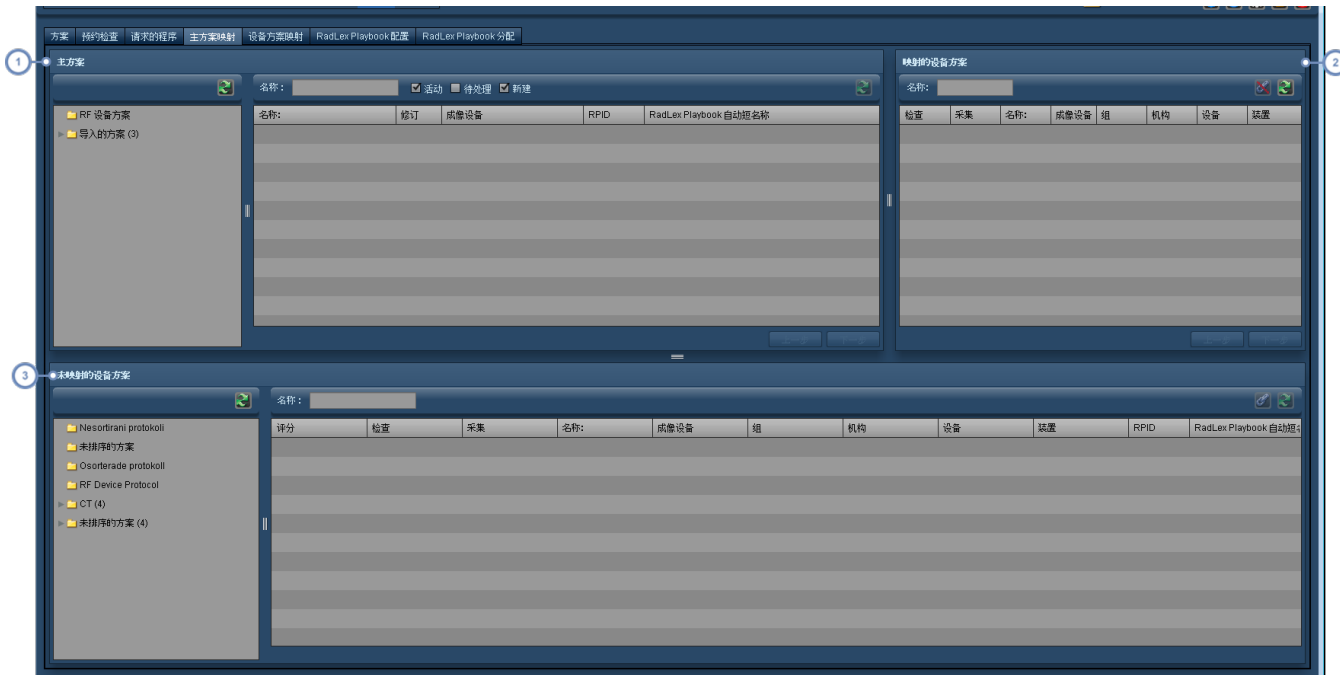 方案 预约检查 请求的程序 主方案映射 设备方案映射 RadLex Playbook 配置 RadLex Playbook 分配
1
主方案
名称： 活动 待处理 新建
RF 设备方案
导入的方案 (3)
名称: 修订 成像设备 RPID RadLex Playbook 自动短名称
2
映射的设备方案
名称:
检查 采集 名称: 成像设备 组 机构 设备 装置
3
未映射的设备方案
名称：
Nesortirani protokoli
未排序的方案
Osorterade protokoll
RF Device Protocol
CT (4)
未排序的方案 (4)
评分 检查 采集 名称: 成像设备 组 机构 设备 装置 RPID RadLex Playbook 自动短